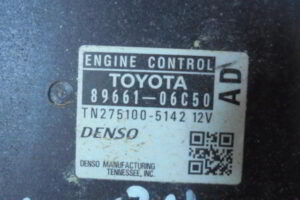 ENGINE CONTROL
TOYOTA
89661-06C50
AD
TN275100-5142 12V
DENSO
DENSO MANUFACTURING
TENNESSEE, INC.